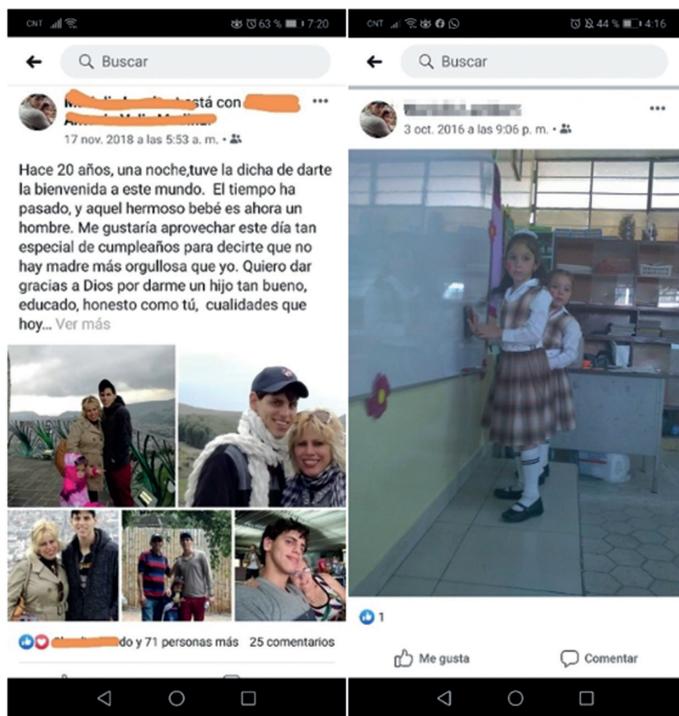 CNT 63 % 7:20
Buscar
está con
17 nov. 2018 a las 5:53 a. m.
Hace 20 años, una noche,tuve la dicha de darte
la bienvenida a este mundo. El tiempo ha
pasado, y aquel hermoso bebé es ahora un
hombre. Me gustaría aprovechar este día tan
especial de cumpleaños para decirte que no
hay madre más orgullosa que yo. Quiero dar
gracias a Dios por darme un hijo tan bueno,
educado, honesto como tú, cualidades que
hoy... Ver más
do y 71 personas más 25 comentarios
CNT 44 % 4:16
Buscar
3 oct. 2016 a las 9:06 p. m.
1
Me gusta Comentar